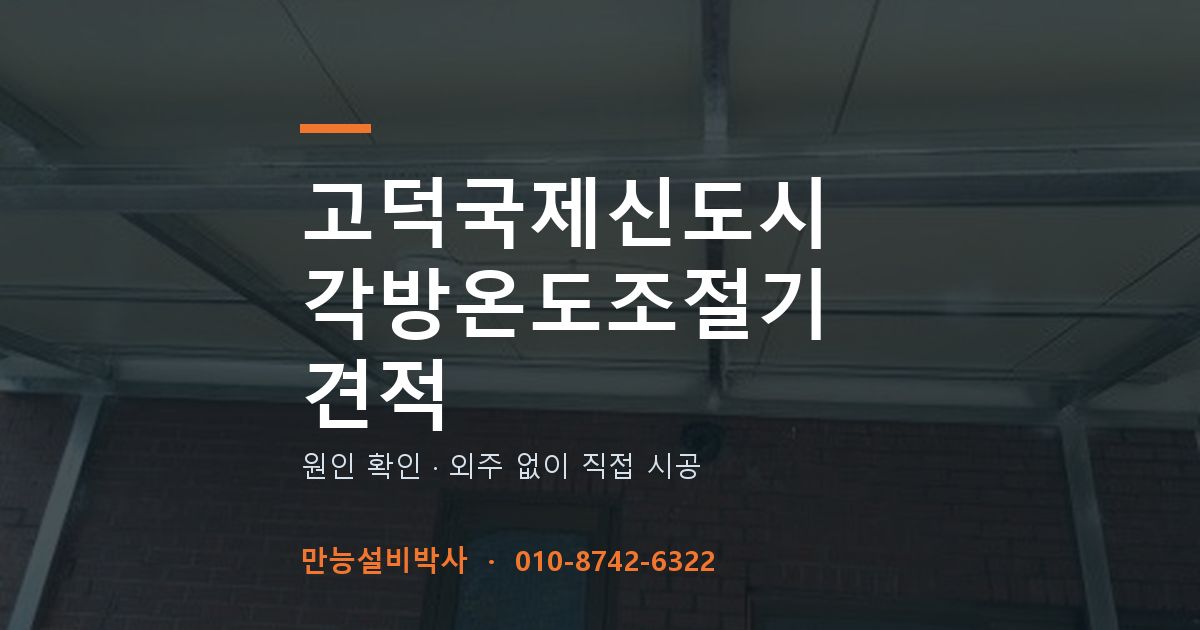 고덕국제신도시
각방온도조절기
견적
원인 확인 · 외주 없이 직접 시공
만능설비박사 · 010-8742-6322